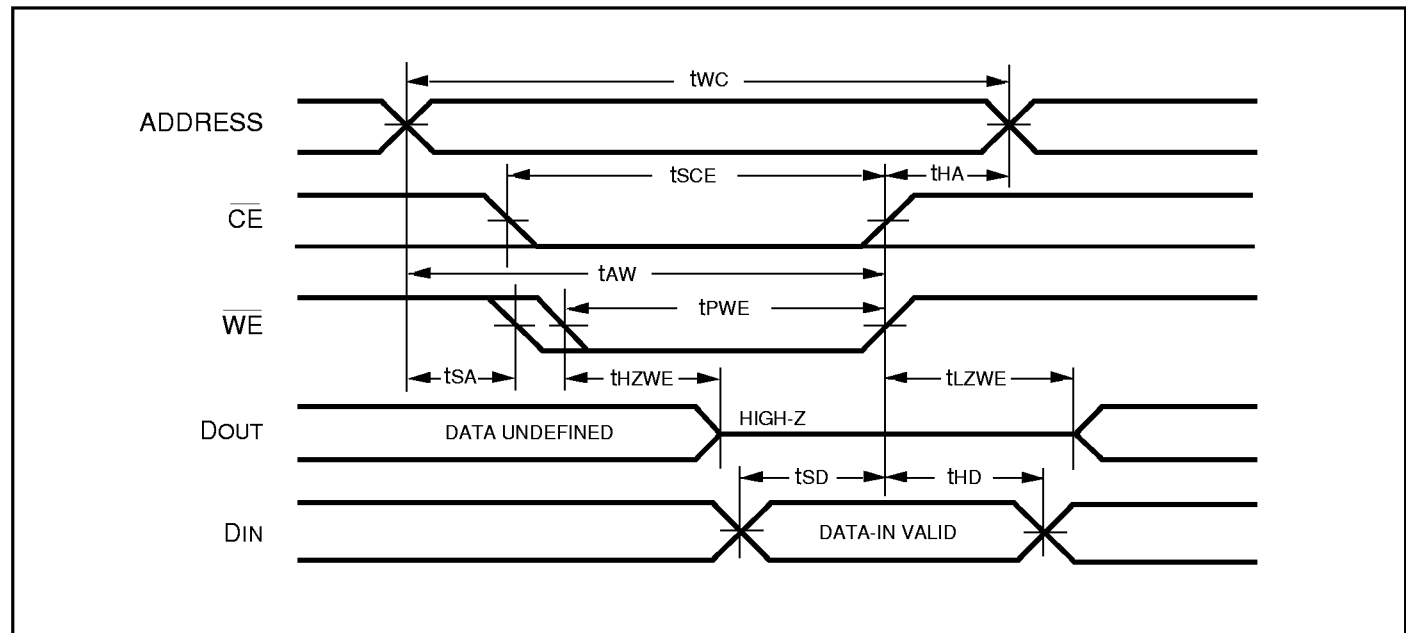 tWC
ADDRESS
tSCE
tHA
CE
tAW
tPWE
WE
tSA
tHZWE
tLZWE
DOUT
DATA UNDEFINED
HIGH-Z
tSD
tHD
DIN
DATA-IN VALID